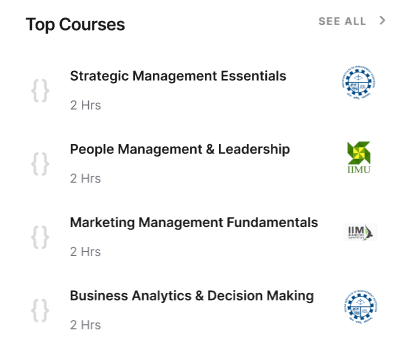 Top Courses
SEE ALL
Strategic Management Essentials
2 Hrs
People Management & Leadership
2 Hrs
IIMU
Marketing Management Fundamentals
2 Hrs
IIM
Business Analytics & Decision Making
2 Hrs